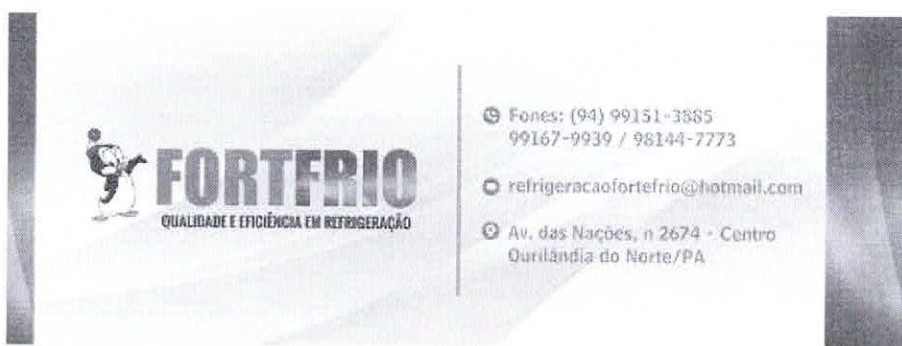 FORTFRIO
QUALIDADE E EFICIÊNCIA EM REFRIGERAÇÃO
Fones: (94) 99151-3885
99167-9939 / 98144-7773
refrigeracaofortefrio@hotmail.com
Av. das Nações, n 2674 - Centro
Ourilândia do Norte/PA